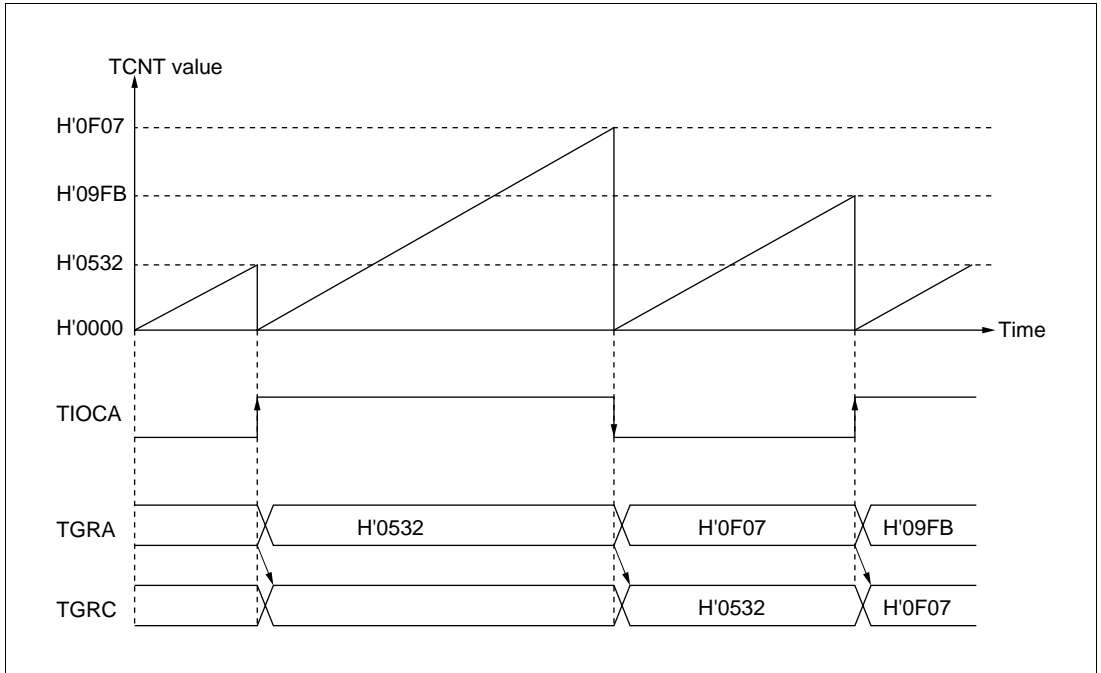 TCNT value
H'0F07
H'09FB
H'0532
H'0000
Time
TIOCA
TGRA
H'0532
H'0F07
H'09FB
TGRC
H'0532
H'0F07